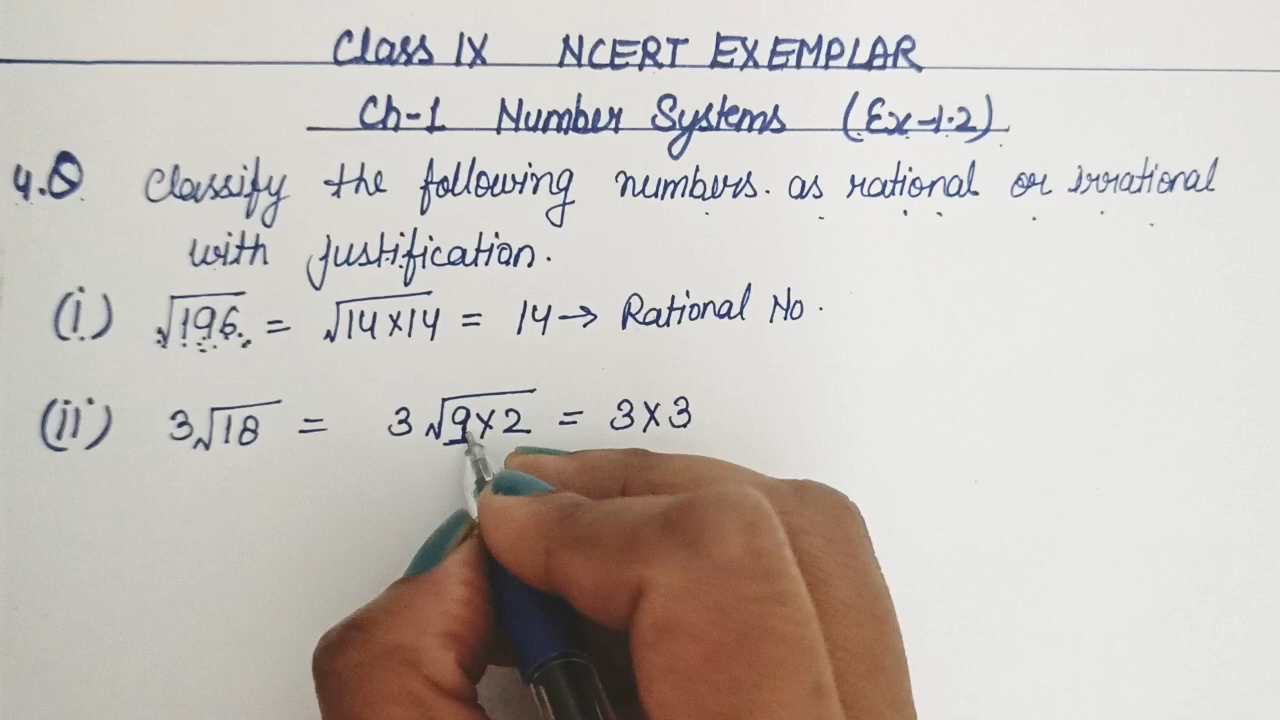 Class IX NCERT EXEMPLAR
Ch-1 Number Systems (Ex-1.2)
4.Q Classify the following numbers. as rational or irrational
with justification.
(i) √196 = √14×14 = 14 → Rational No.
(ii) 3√18 = 3√9×2 = 3×3